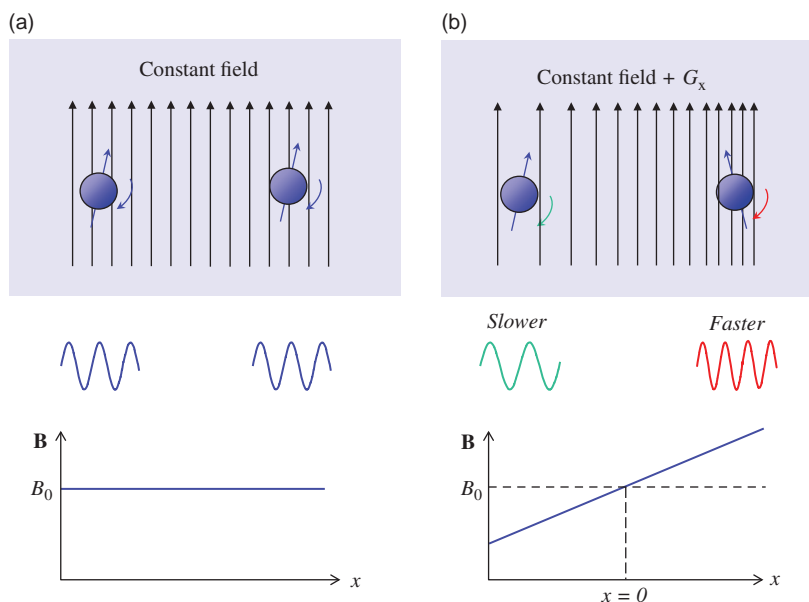 (a)
Constant field
B
B0
x
(b)
Constant field + Gx
Slower
Faster
B
B0
x
x = 0